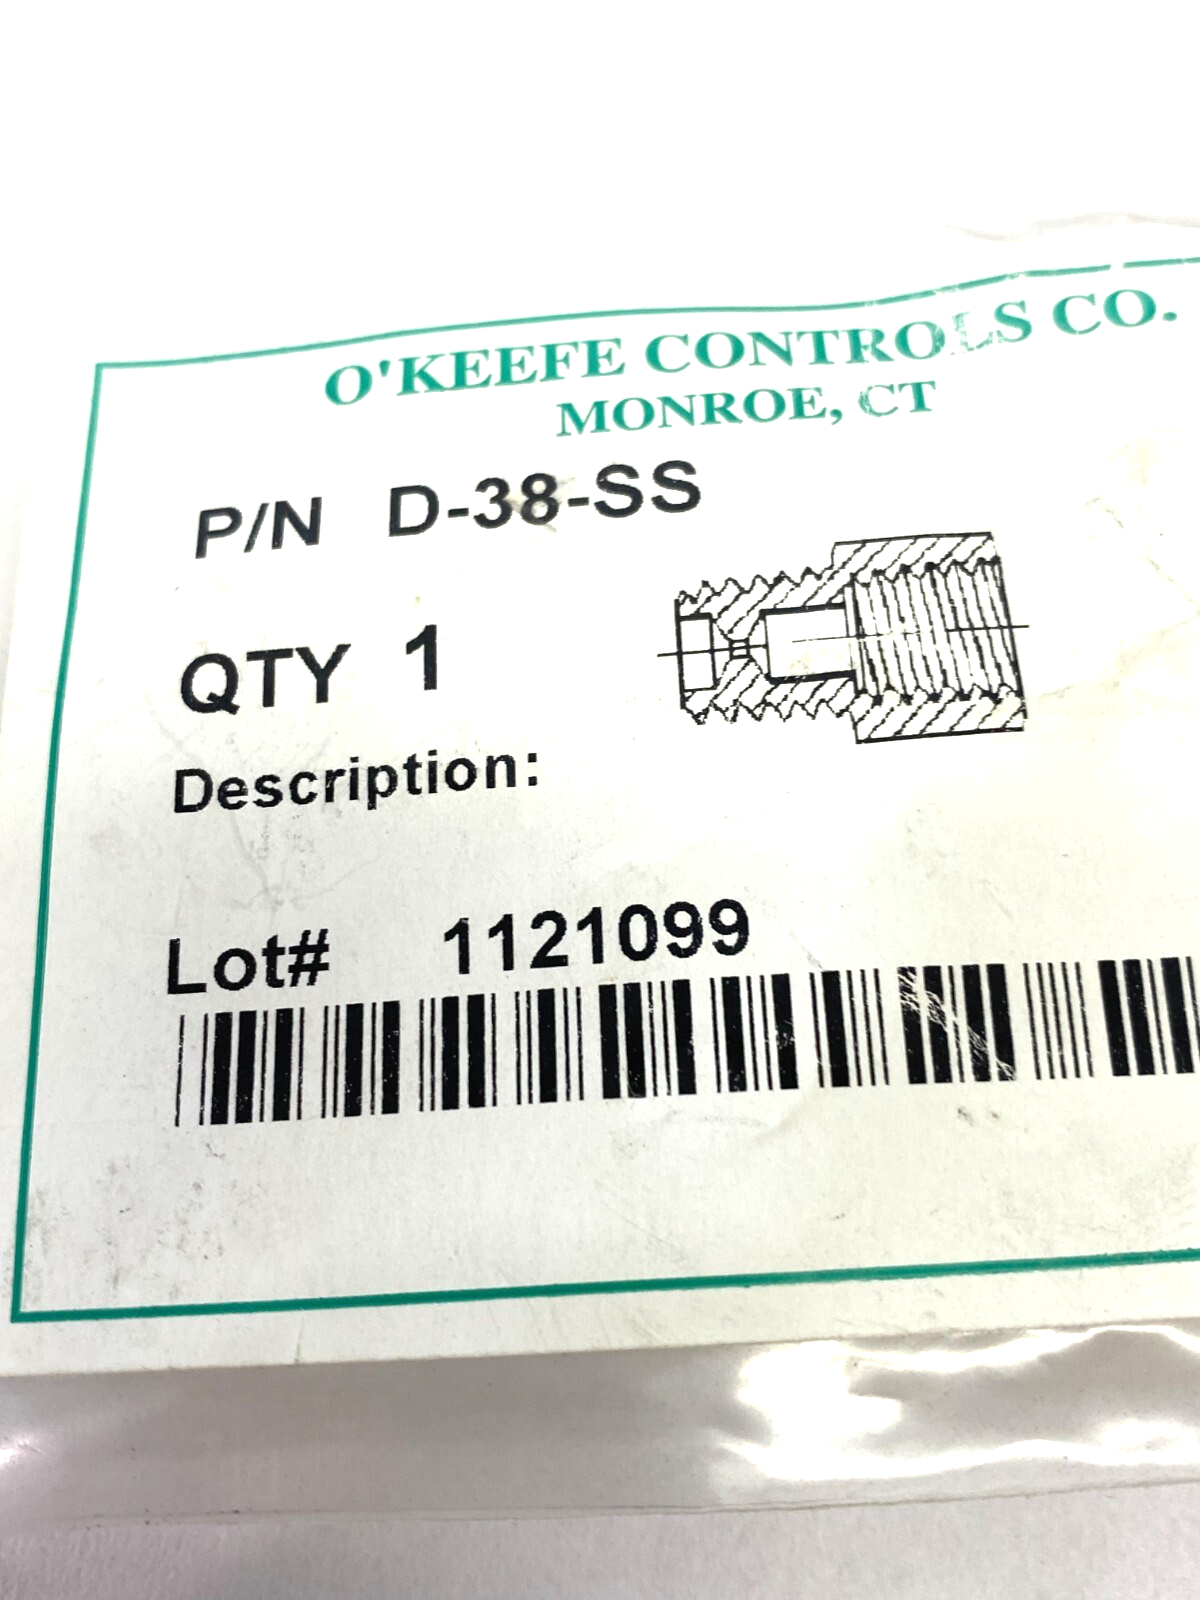 O'KEEFE CONTROLS CO.
MONROE, CT
P/N D-38-SS
QTY 1
Description:
Lot# 1121099